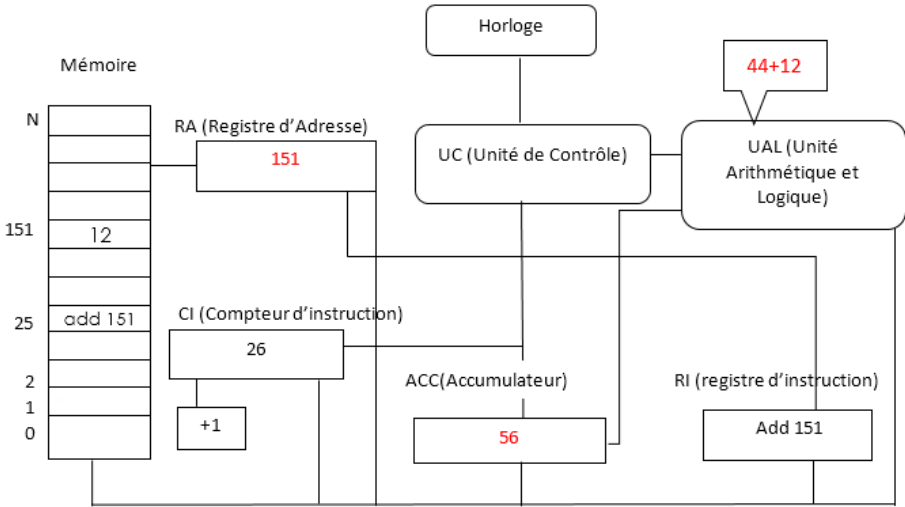 Horloge
Mémoire
44+12
N
RA (Registre d’Adresse)
151
UC (Unité de Contrôle)
UAL (Unité
Arithmétique et
Logique)
151
12
25
add 151
CI (Compteur d’instruction)
26
2
1
0
+1
ACC(Accumulateur)
56
RI (registre d’instruction)
Add 151